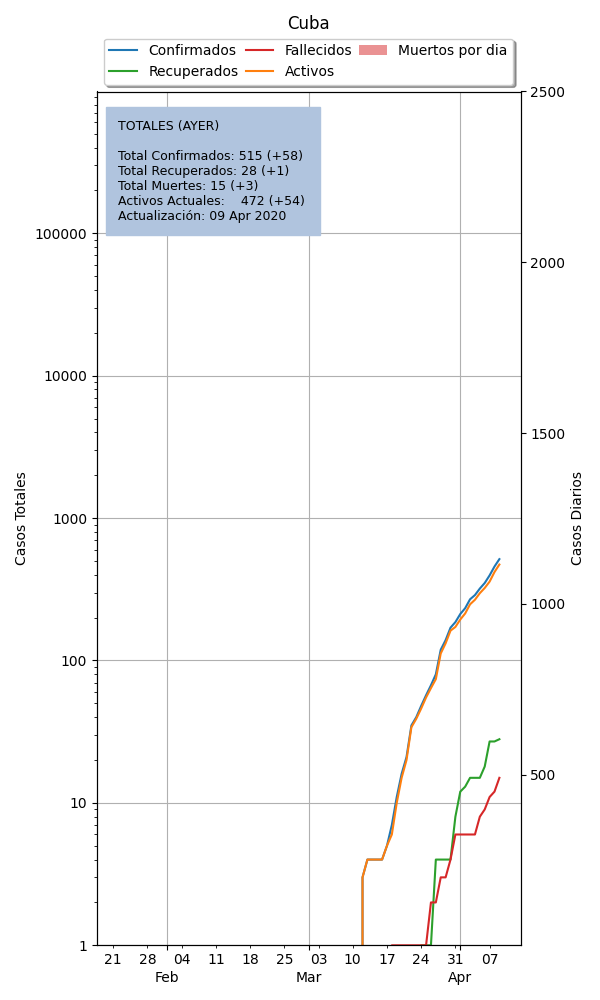 Cuba
Confirmados
Fallecidos
Muertos por dia
Recuperados
Activos
TOTALES (AYER)
Total Confirmados: 515 (+58)
Total Recuperados: 28 (+1)
Total Muertes: 15 (+3)
Activos Actuales: 472 (+54)
Actualización: 09 Apr 2020
100000
10000
1000
100
10
1
Casos Totales
2500
2000
1500
1000
500
Casos Diarios
21 28 04 11 18 25 03 10 17 24 31 07
Feb Mar Apr